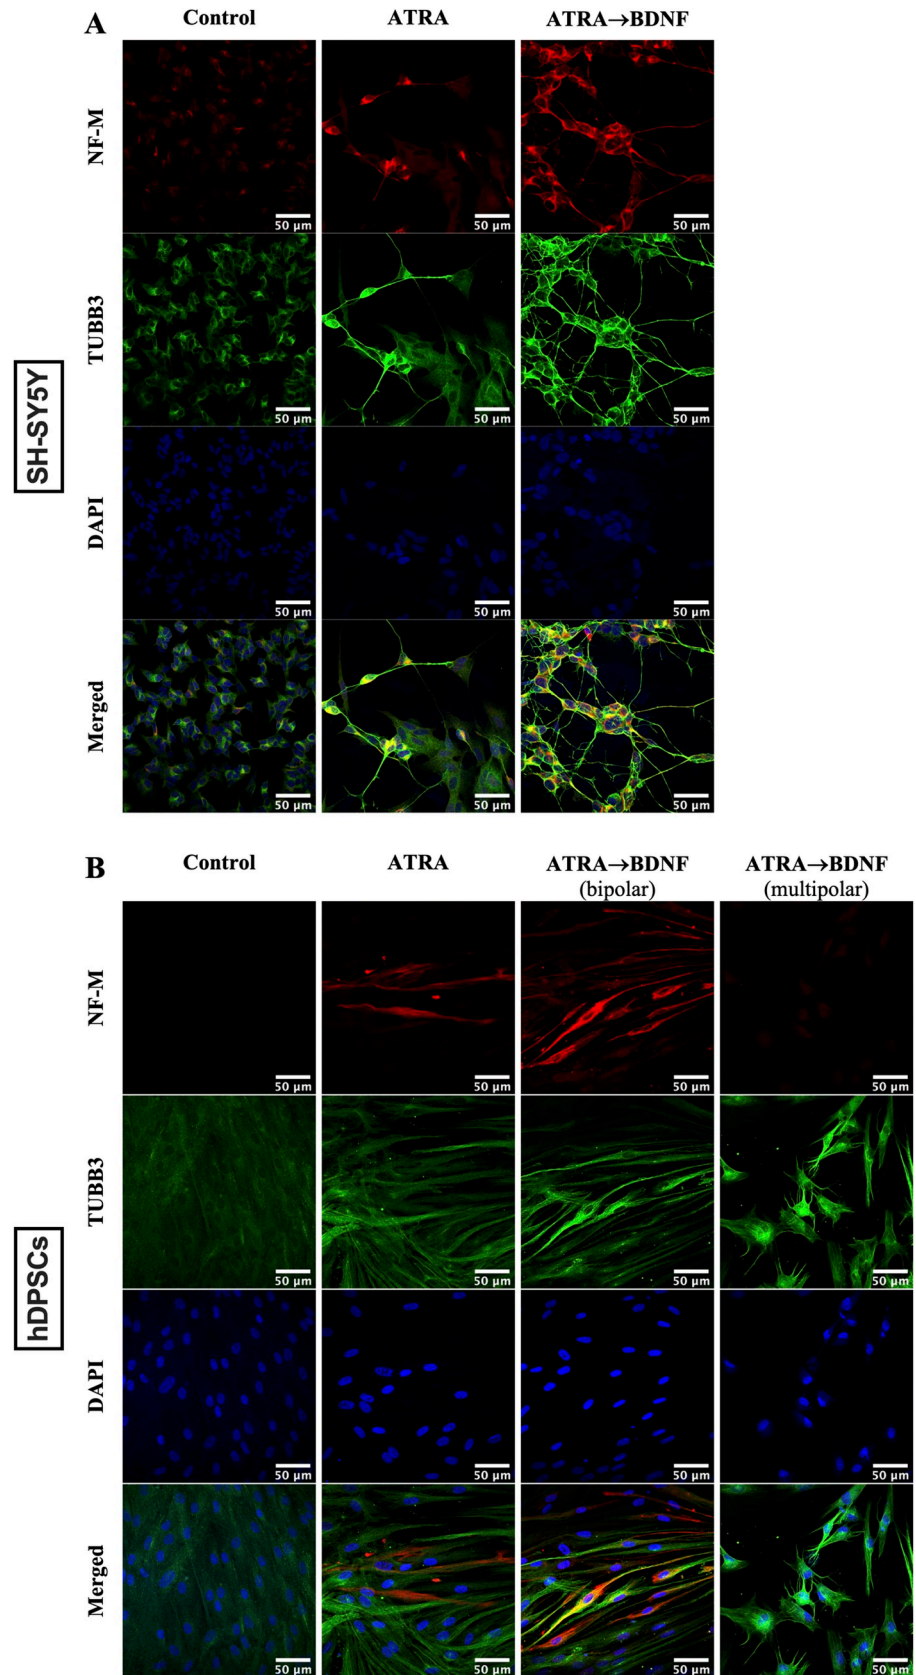 A
Control
ATRA
ATRA→BDNF
SH-SY5Y
NF-M
50 µm
50 µm
50 µm
TUBB3
50 µm
50 µm
50 µm
DAPI
50 µm
50 µm
50 µm
Merged
50 µm
50 µm
50 µm
B
Control
ATRA
ATRA→BDNF
(bipolar)
ATRA→BDNF
(multipolar)
hDPSCs
NF-M
50 µm
50 µm
50 µm
50 µm
TUBB3
50 µm
50 µm
50 µm
50 µm
DAPI
50 µm
50 µm
50 µm
50 µm
Merged
50 µm
50 µm
50 µm
50 µm